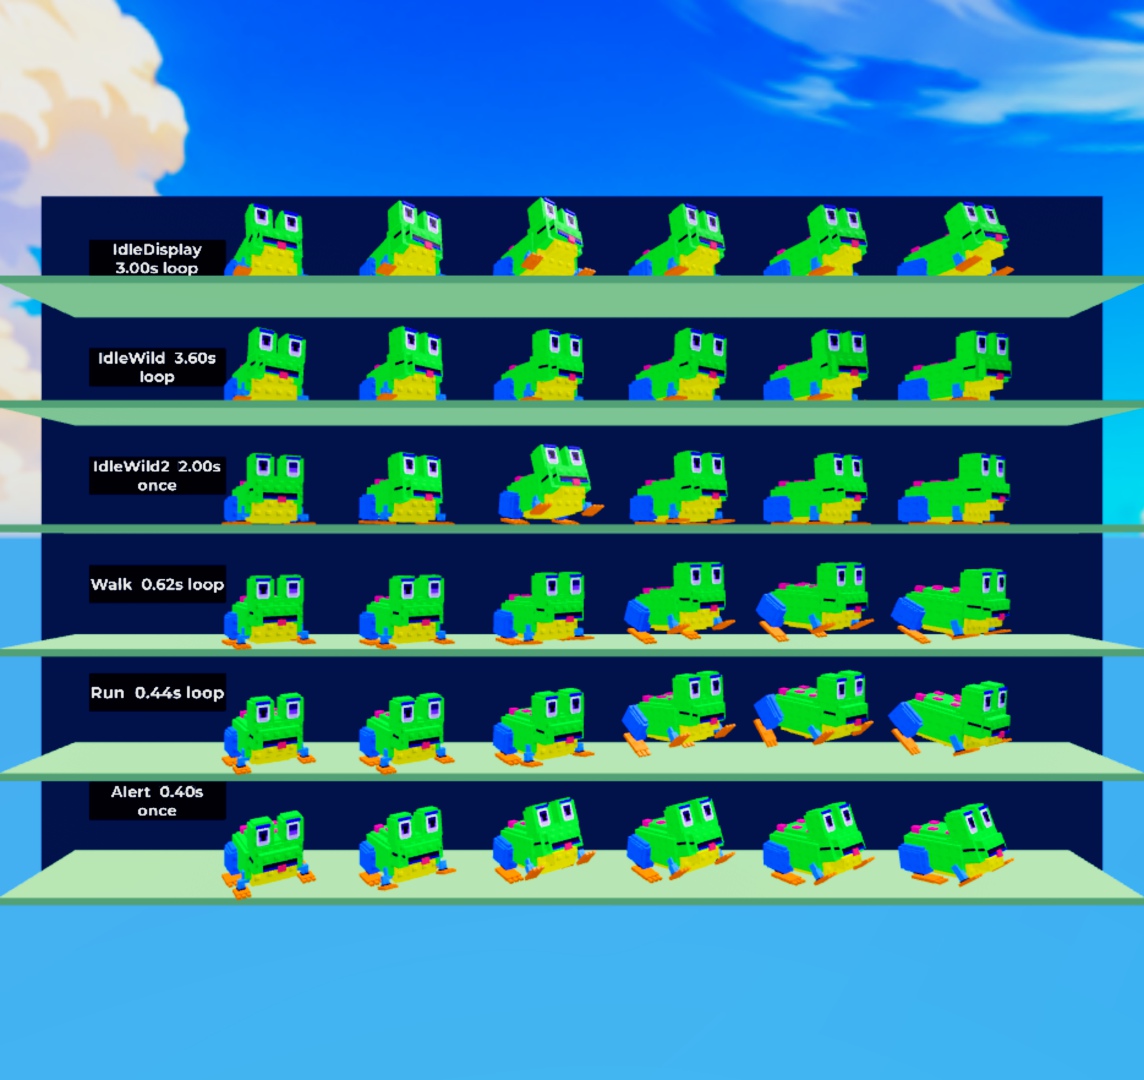 IdleDisplay
3.00s loop
IdleWild 3.60s
loop
IdleWild2 2.00s
once
Walk 0.62s loop
Run 0.44s loop
Alert 0.40s
once